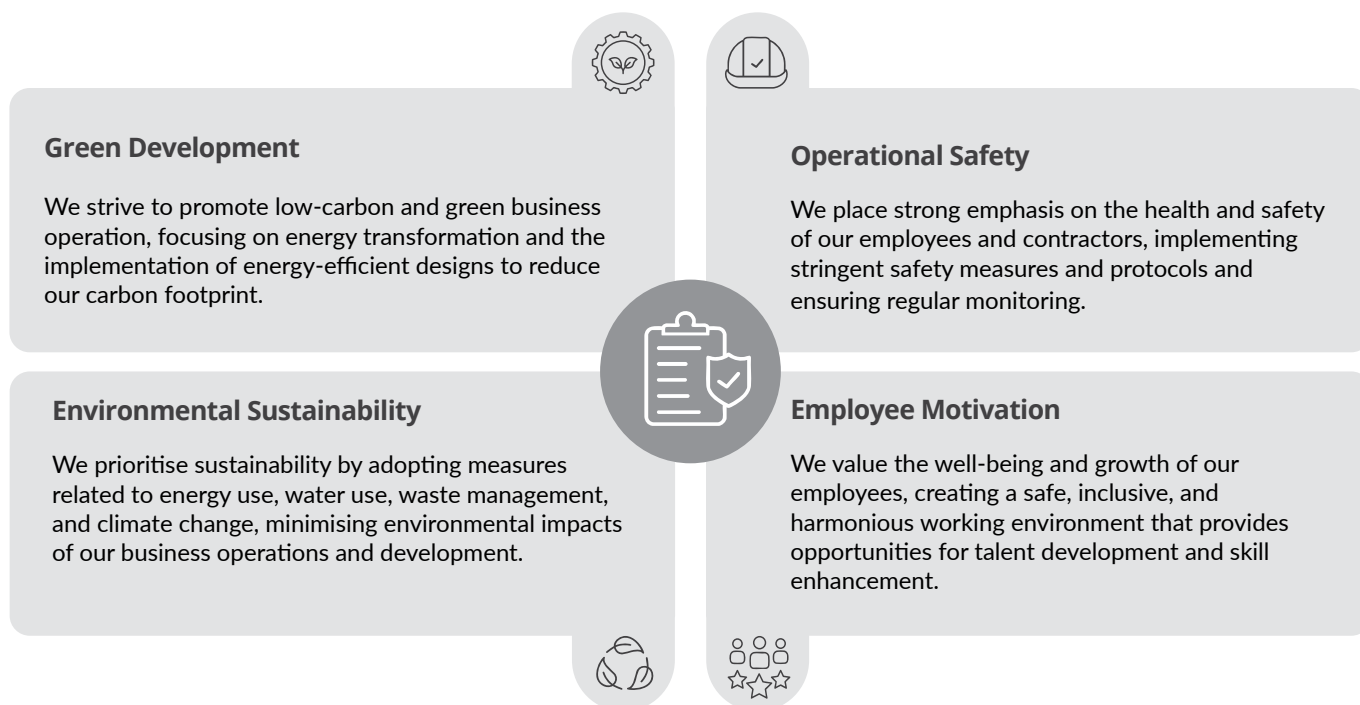 Green Development
We strive to promote low-carbon and green business
operation, focusing on energy transformation and the
implementation of energy-efficient designs to reduce
our carbon footprint.
Operational Safety
We place strong emphasis on the health and safety
of our employees and contractors, implementing
stringent safety measures and protocols and
ensuring regular monitoring.
Environmental Sustainability
We prioritise sustainability by adopting measures
related to energy use, water use, waste management,
and climate change, minimising environmental impacts
of our business operations and development.
Employee Motivation
We value the well-being and growth of our
employees, creating a safe, inclusive, and
harmonious working environment that provides
opportunities for talent development and skill
enhancement.